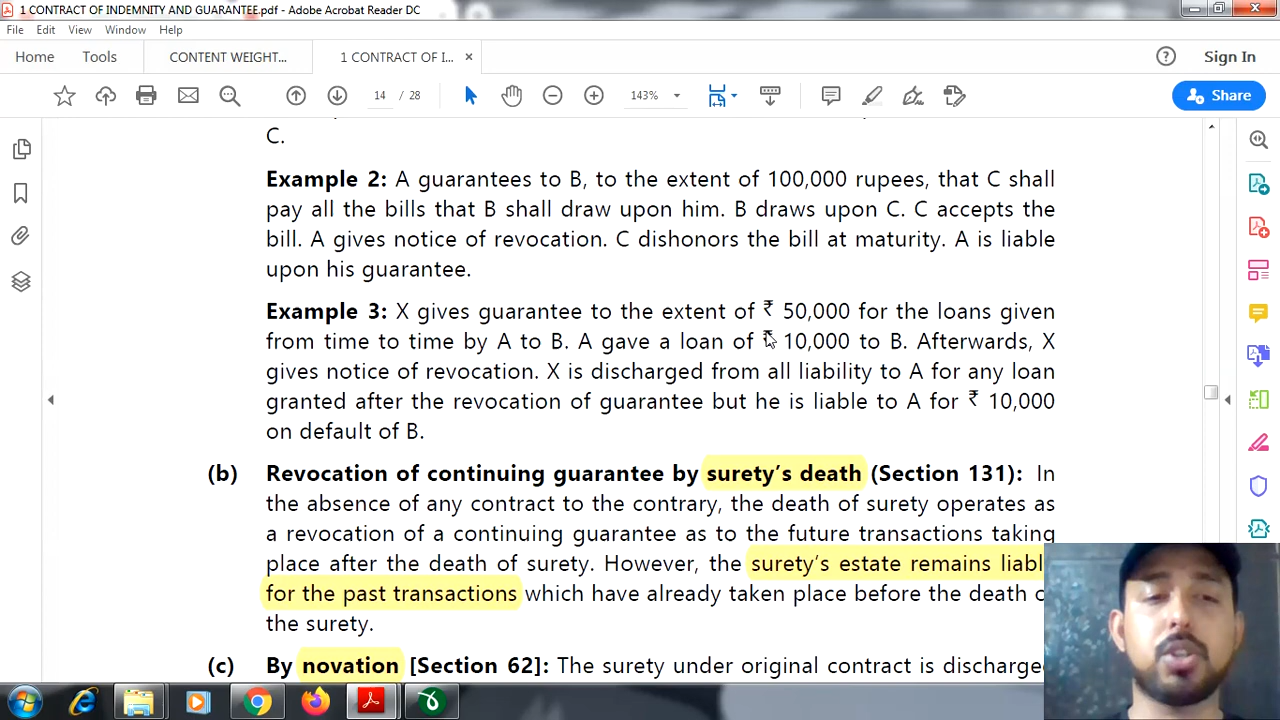 1 CONTRACT OF INDEMNITY AND GUARANTEE.pdf - Adobe Acrobat Reader DC
File Edit View Window Help
Home Tools CONTENT WEIGHT... 1 CONTRACT OF I... × Sign In
14 / 28 143% Share
C.
Example 2: A guarantees to B, to the extent of 100,000 rupees, that C shall
pay all the bills that B shall draw upon him. B draws upon C. C accepts the
bill. A gives notice of revocation. C dishonors the bill at maturity. A is liable
upon his guarantee.
Example 3: X gives guarantee to the extent of ₹ 50,000 for the loans given
from time to time by A to B. A gave a loan of ₹ 10,000 to B. Afterwards, X
gives notice of revocation. X is discharged from all liability to A for any loan
granted after the revocation of guarantee but he is liable to A for ₹ 10,000
on default of B.
(b) Revocation of continuing guarantee by surety's death (Section 131): In
the absence of any contract to the contrary, the death of surety operates as
a revocation of a continuing guarantee as to the future transactions taking
place after the death of surety. However, the surety's estate remains liabl
for the past transactions which have already taken place before the death o
the surety.
(c) By novation [Section 62]: The surety under original contract is discharge